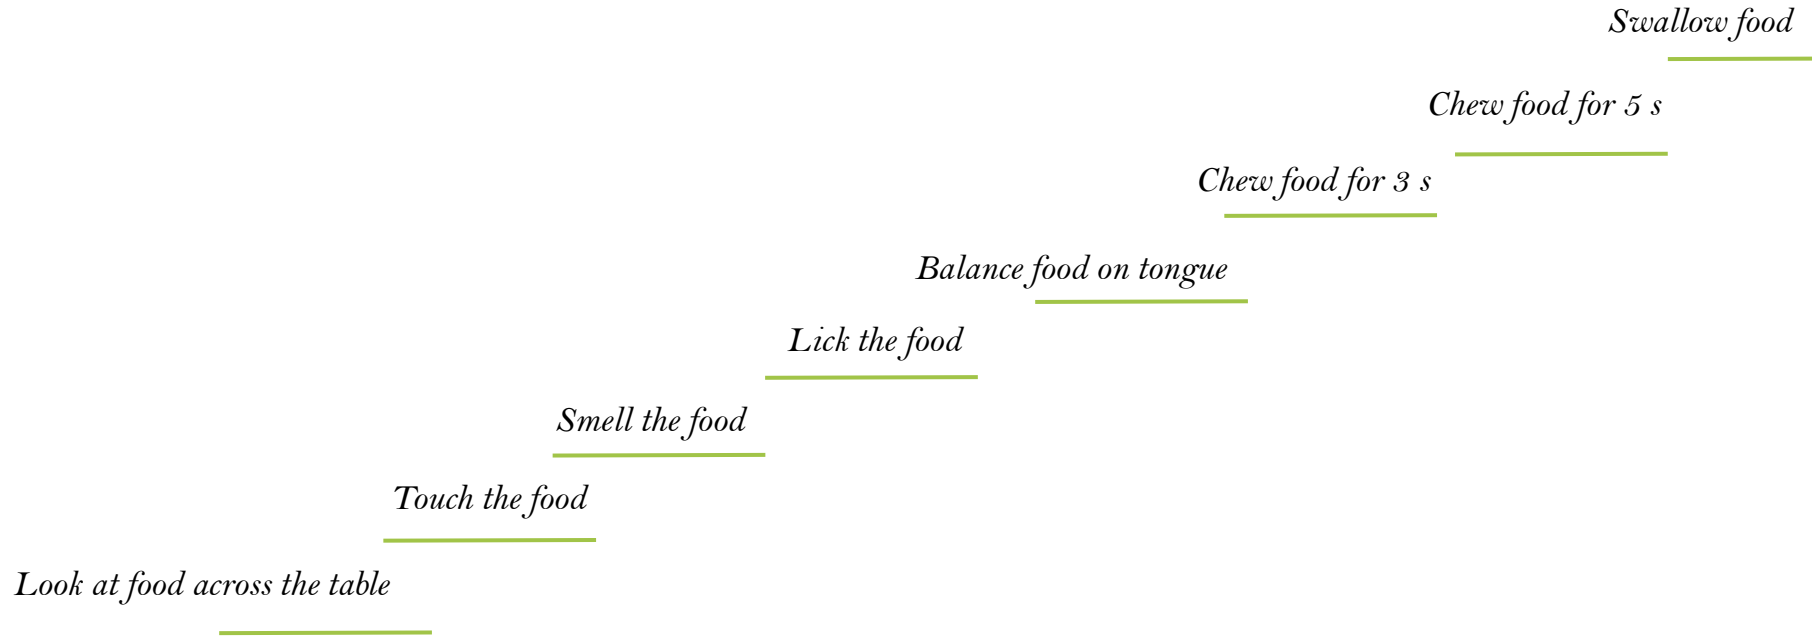 Swallow food
Chew food for 5 s
Chew food for 3 s
Balance food on tongue
Lick the food
Smell the food
Touch the food
Look at food across the table